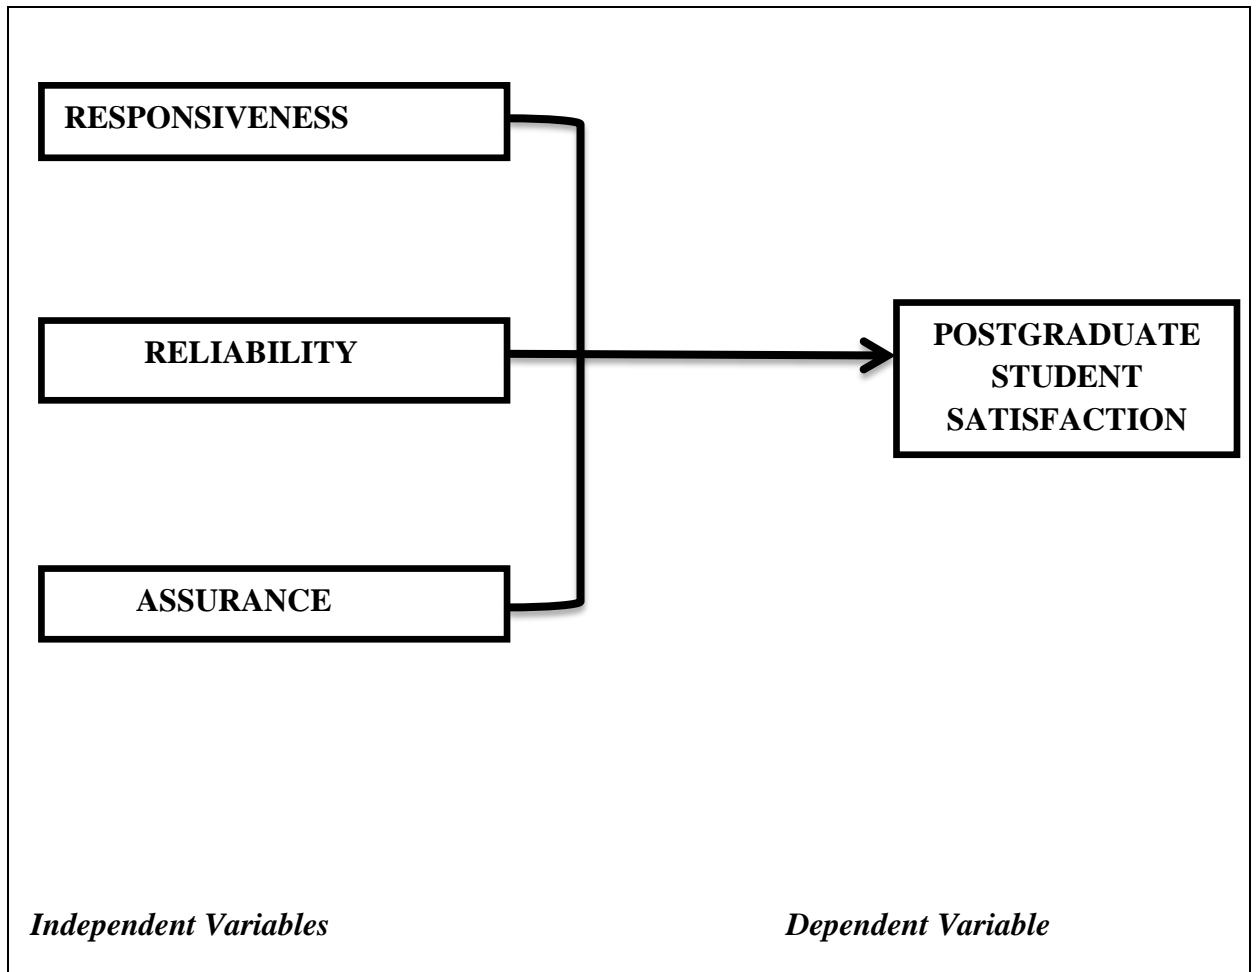 RESPONSIVENESS
RELIABILITY
POSTGRADUATE
STUDENT
SATISFACTION
ASSURANCE
Independent Variables
Dependent Variable